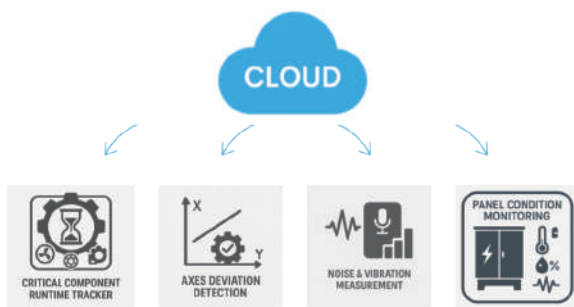 CLOUD
CRITICAL COMPONENT
RUNTIME TRACKER
X
Y
AXES DEVIATION
DETECTION
NOISE & VIBRATION
MEASUREMENT
PANEL CONDITION
MONITORING
%